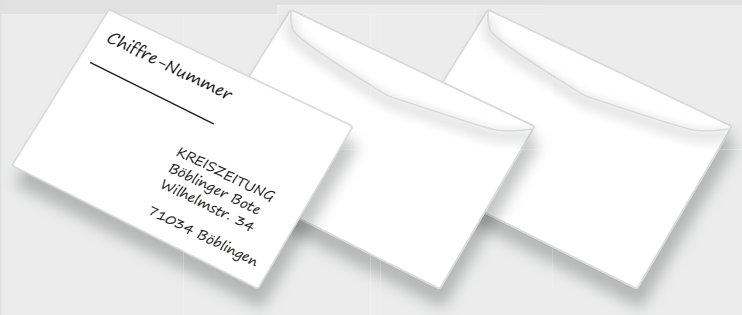 Chiffre-Nummer
KREISZEITUNG
Böblinger Bote
Wilhelmstr. 34
71034 Böblingen